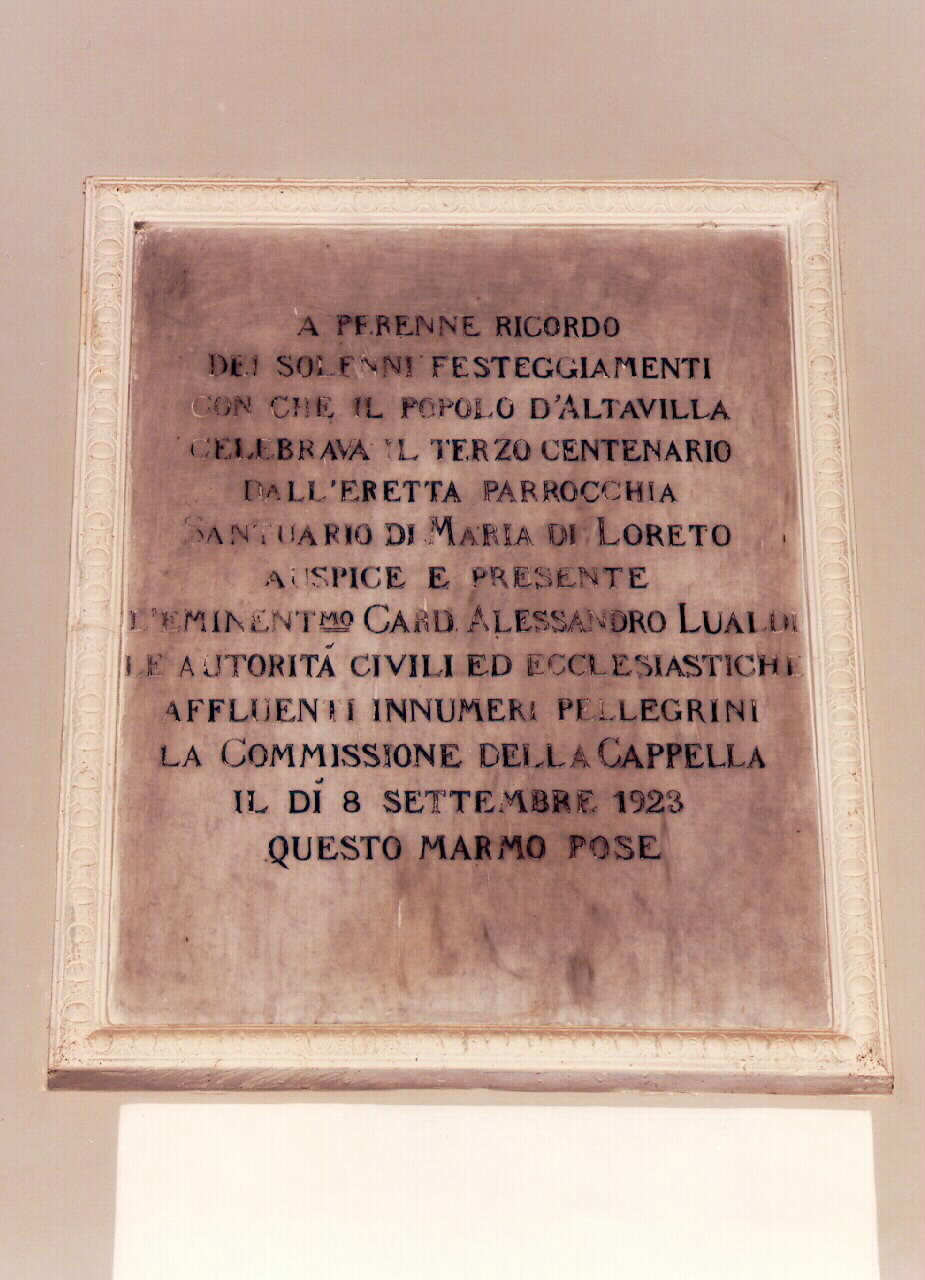 A PERENNE RICORDO
DEI SOLENNI FESTEGGIAMENTI
CON CHE IL POPOLO D'ALTAVILLA
CELEBRAVA IL TERZO CENTENARIO
DALL'ERETTA PARROCCHIA
SANTUARIO DI MARIA DI LORETO
AUSPICE E PRESENTE
L'EMINENTMO CARD. ALESSANDRO LUALDI
LE AUTORITÁ CIVILI ED ECCLESIASTICHE
AFFLUENTI INNUMERI PELLEGRINI
LA COMMISSIONE DELLA CAPPELLA
IL DÍ 8 SETTEMBRE 1923
QUESTO MARMO POSE